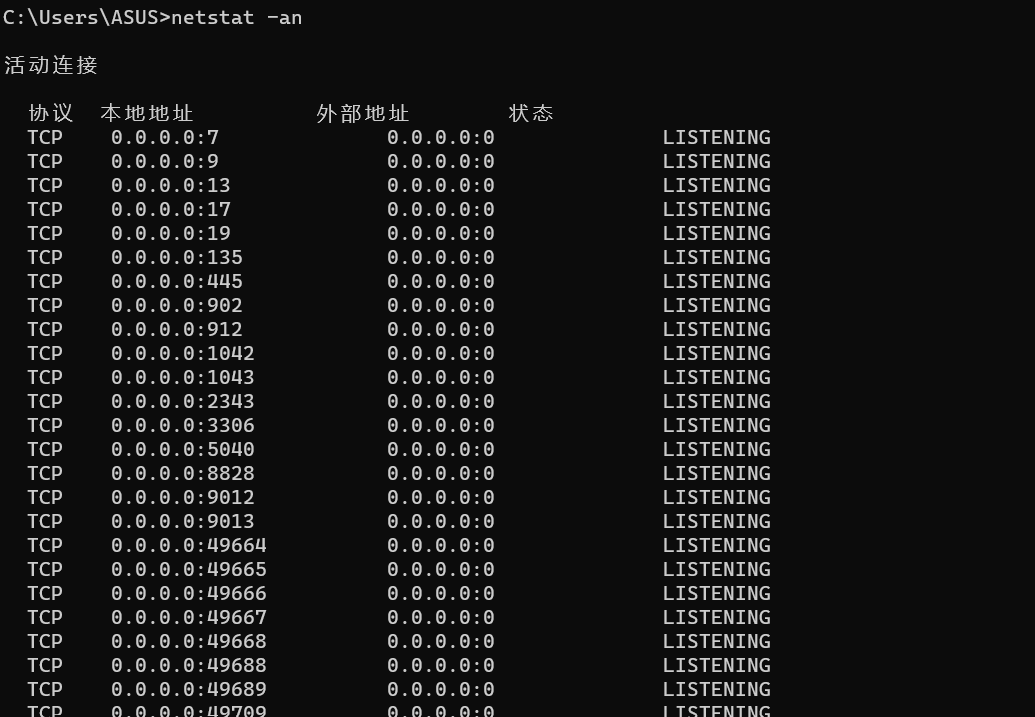 C:\Users\ASUS>netstat -an
活动连接
协议 本地地址 外部地址 状态
TCP 0.0.0.0:7 0.0.0.0:0 LISTENING
TCP 0.0.0.0:9 0.0.0.0:0 LISTENING
TCP 0.0.0.0:13 0.0.0.0:0 LISTENING
TCP 0.0.0.0:17 0.0.0.0:0 LISTENING
TCP 0.0.0.0:19 0.0.0.0:0 LISTENING
TCP 0.0.0.0:135 0.0.0.0:0 LISTENING
TCP 0.0.0.0:445 0.0.0.0:0 LISTENING
TCP 0.0.0.0:902 0.0.0.0:0 LISTENING
TCP 0.0.0.0:912 0.0.0.0:0 LISTENING
TCP 0.0.0.0:1042 0.0.0.0:0 LISTENING
TCP 0.0.0.0:1043 0.0.0.0:0 LISTENING
TCP 0.0.0.0:2343 0.0.0.0:0 LISTENING
TCP 0.0.0.0:3306 0.0.0.0:0 LISTENING
TCP 0.0.0.0:5040 0.0.0.0:0 LISTENING
TCP 0.0.0.0:8828 0.0.0.0:0 LISTENING
TCP 0.0.0.0:9012 0.0.0.0:0 LISTENING
TCP 0.0.0.0:9013 0.0.0.0:0 LISTENING
TCP 0.0.0.0:49664 0.0.0.0:0 LISTENING
TCP 0.0.0.0:49665 0.0.0.0:0 LISTENING
TCP 0.0.0.0:49666 0.0.0.0:0 LISTENING
TCP 0.0.0.0:49667 0.0.0.0:0 LISTENING
TCP 0.0.0.0:49668 0.0.0.0:0 LISTENING
TCP 0.0.0.0:49688 0.0.0.0:0 LISTENING
TCP 0.0.0.0:49689 0.0.0.0:0 LISTENING
TCP 0.0.0.0:49709 0.0.0.0:0 LISTENING